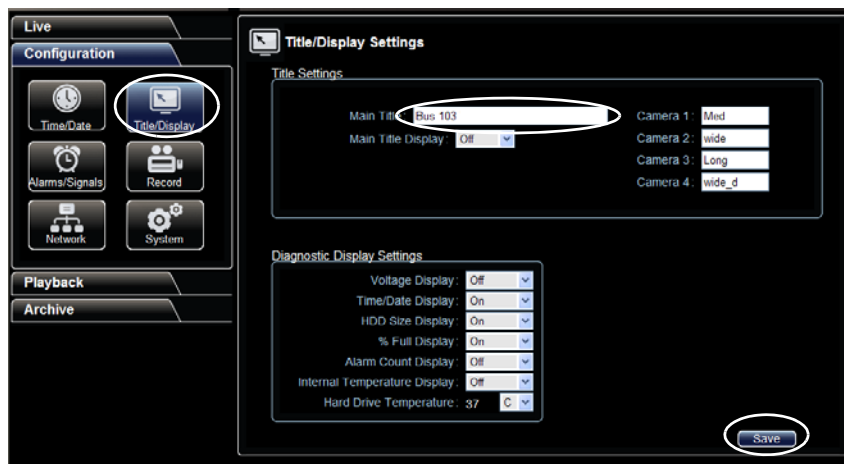 Live
Configuration
Time/Date
Title/Display
Alarms/Signals
Record
Network
System
Playback
Archive
Title/Display Settings
Title Settings
Main Title: Bus 103
Main Title Display: Off
Camera 1: Med
Camera 2: wide
Camera 3: Long
Camera 4: wide_d
Diagnostic Display Settings
Voltage Display: Off
Time/Date Display: On
HDD Size Display: On
% Full Display: On
Alarm Count Display: Off
Internal Temperature Display: Off
Hard Drive Temperature: 37 C
Save